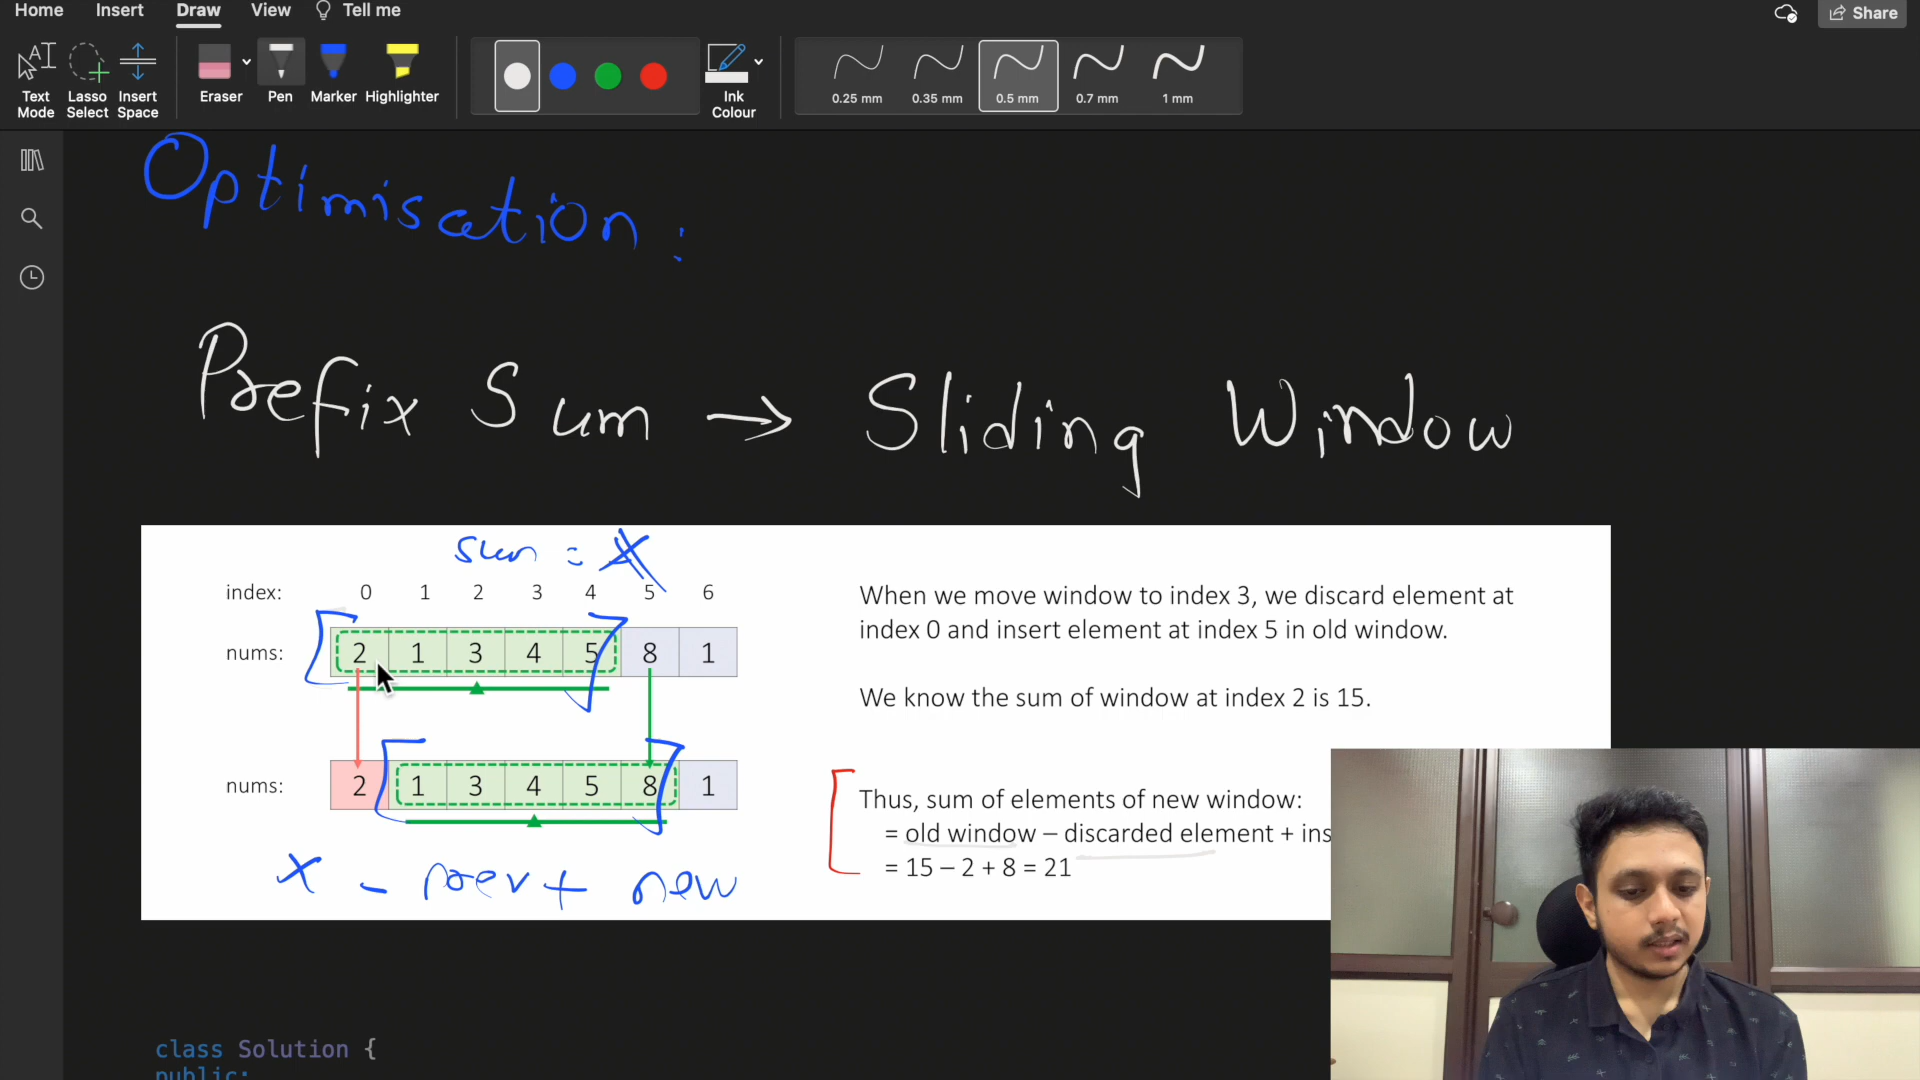 Home Insert Draw View Tell me
Share
Text Mode
Lasso Select
Insert Space
Eraser
Pen
Marker
Highlighter
Ink Colour
0.25 mm
0.35 mm
0.5 mm
0.7 mm
1 mm
Optimisation :
Prefix Sum → Sliding Window
sum =
index: 0 1 2 3 4 5 6
nums: 2 1 3 4 5 8 1
nums: 2 1 3 4 5 8 1
x - prev + new
When we move window to index 3, we discard element at
index 0 and insert element at index 5 in old window.
We know the sum of window at index 2 is 15.
Thus, sum of elements of new window:
= old window – discarded element + ins
= 15 – 2 + 8 = 21
class Solution {
public: